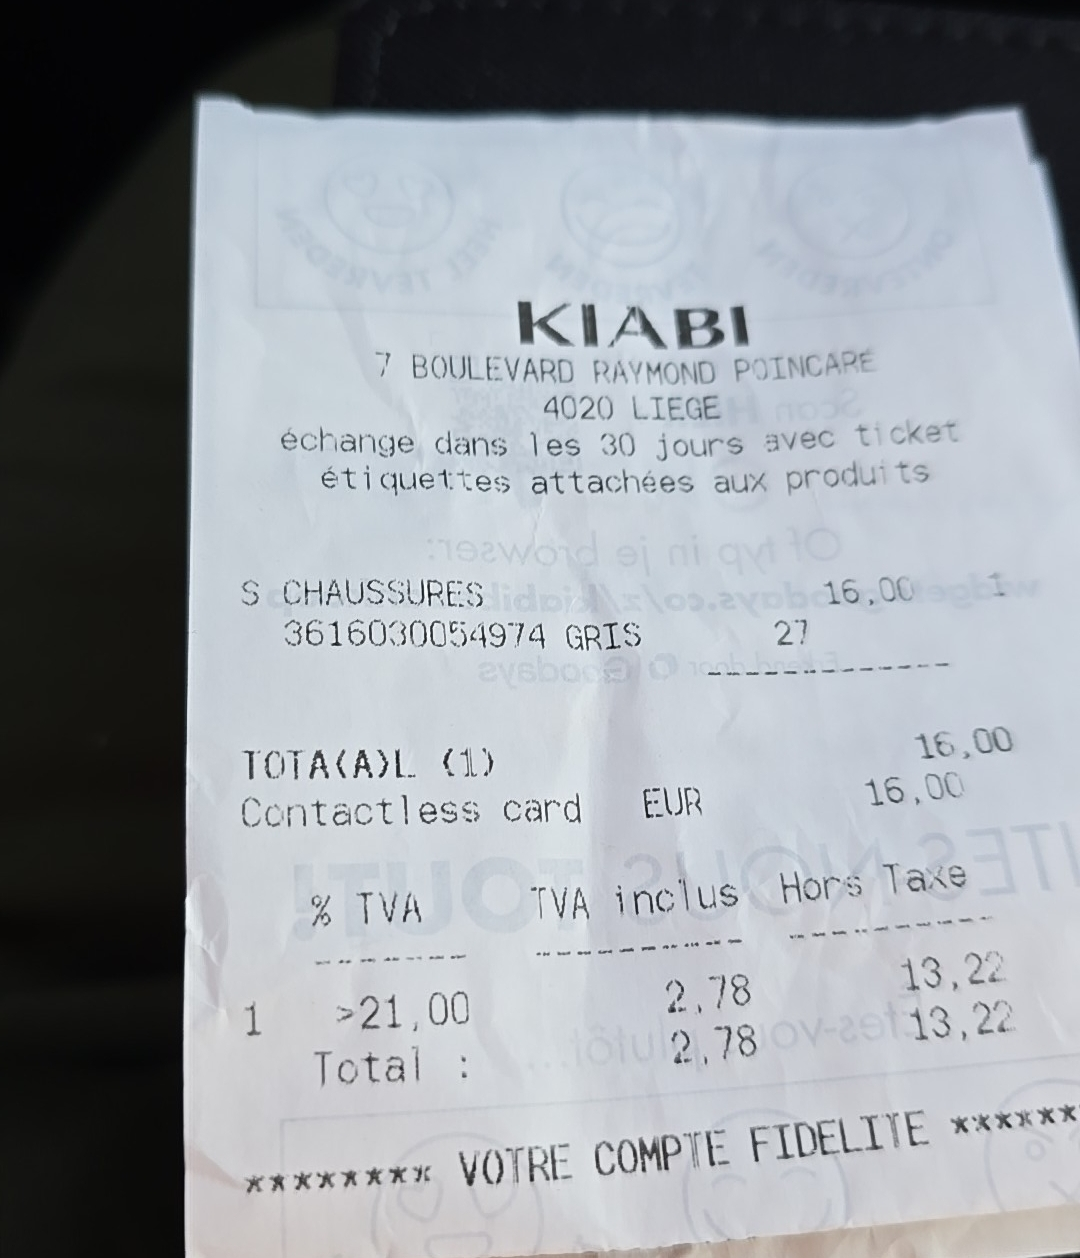 KIABI
7 BOULEVARD RAYMOND POINCARE
4020 LIEGE
échange dans les 30 jours avec ticket
étiquettes attachées aux produits
S CHAUSSURES 16,00 1
3616030054974 GRIS 27
-------------
TOTA(A)L (1) 16,00
Contactless card EUR 16,00
% TVA TVA inclus Hors Taxe
1 >21,00 2,78 13,22
Total : 2,78 13,22
******** VOTRE COMPTE FIDELITE ******